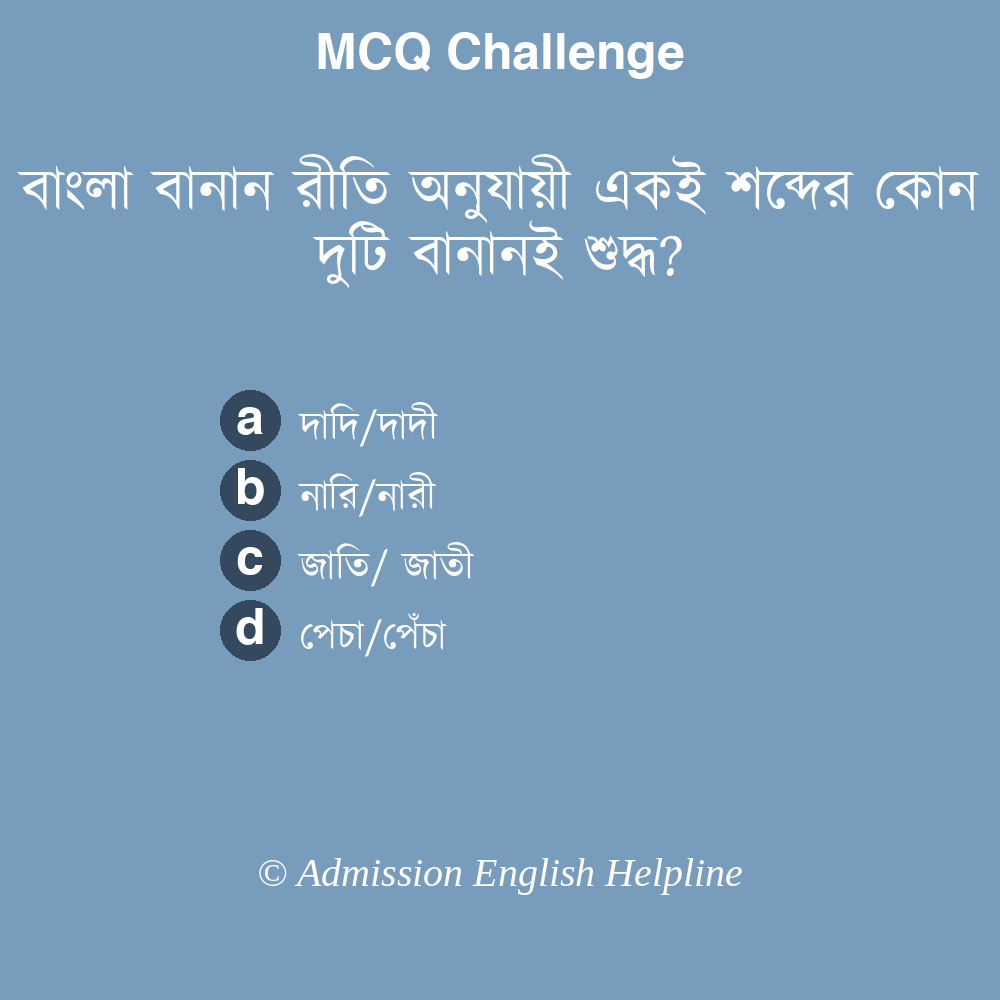 MCQ Challenge
বাংলা বানান রীতি অনুযায়ী একই শব্দের কোন
দুটি বানানই শুদ্ধ?
a দাদি/দাদী
b নারি/নারী
c জাতি/ জাতী
d পেচা/পেঁচা
© Admission English Helpline